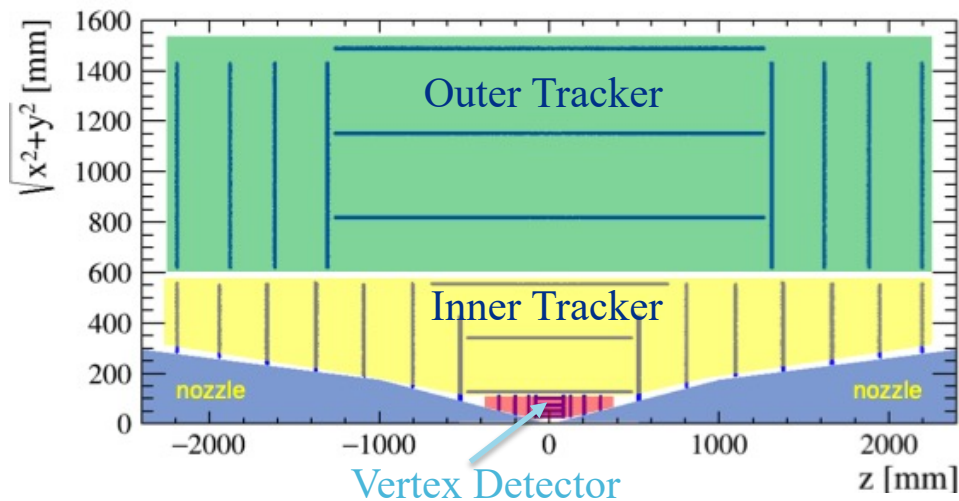 √x²+y² [mm]
1600
1400
1200
1000
800
600
400
200
0
Outer Tracker
Inner Tracker
nozzle
nozzle
−2000
−1000
0
1000
2000
Vertex Detector
z [mm]